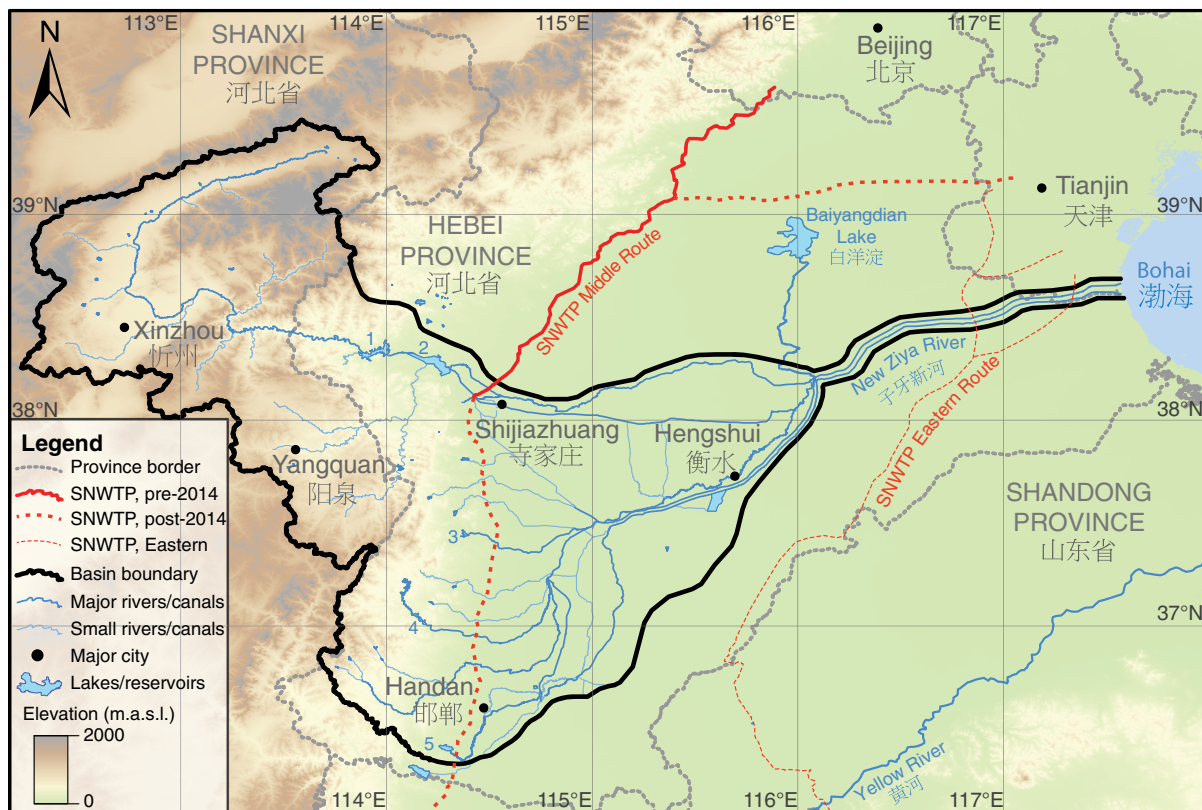 113°E
114°E
115°E
116°E
117°E
N
SHANXI
PROVINCE
河北省
Beijing
北京
39°N
39°N
Tianjin
天津
HEBEI
PROVINCE
河北省
Baiyangdian
Lake
白洋淀
SNWTP Middle Route
Bohai
渤海
Xinzhou
忻州
1
2
New Ziya River
子牙新河
38°N
38°N
Shijiazhuang
寺家庄
Hengshui
衡水
SNWTP Eastern Route
Yangquan
阳泉
SHANDONG
PROVINCE
山东省
3
37°N
4
Handan
邯郸
5
Yellow River
黄河
Legend
Province border
SNWTP, pre-2014
SNWTP, post-2014
SNWTP, Eastern
Basin boundary
Major rivers/canals
Small rivers/canals
Major city
Lakes/reservoirs
Elevation (m.a.s.l.)
2000
0
114°E
115°E
116°E
117°E